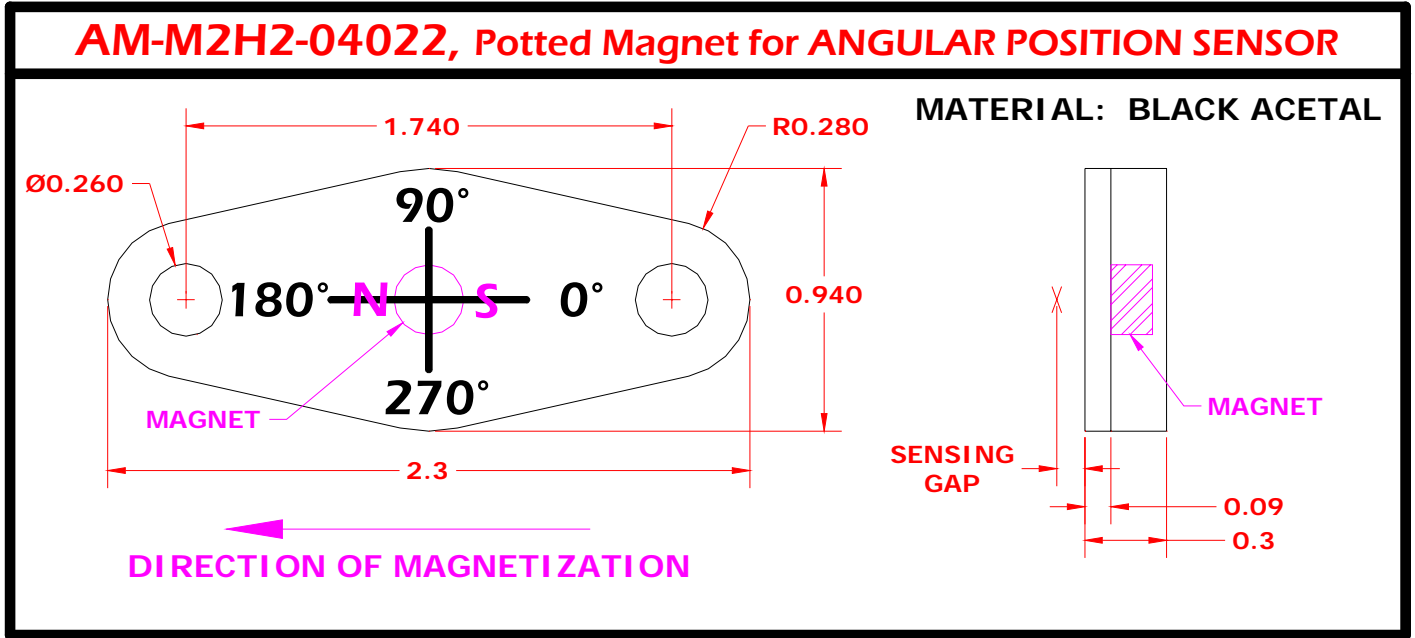 AM-M2H2-04022, Potted Magnet for ANGULAR POSITION SENSOR
MATERIAL: BLACK ACETAL
1.740
R0.280
Ø0.260
90°
180°
N
S
0°
0.940
270°
MAGNET
MAGNET
2.3
SENSING
GAP
0.09
0.3
DIRECTION OF MAGNETIZATION